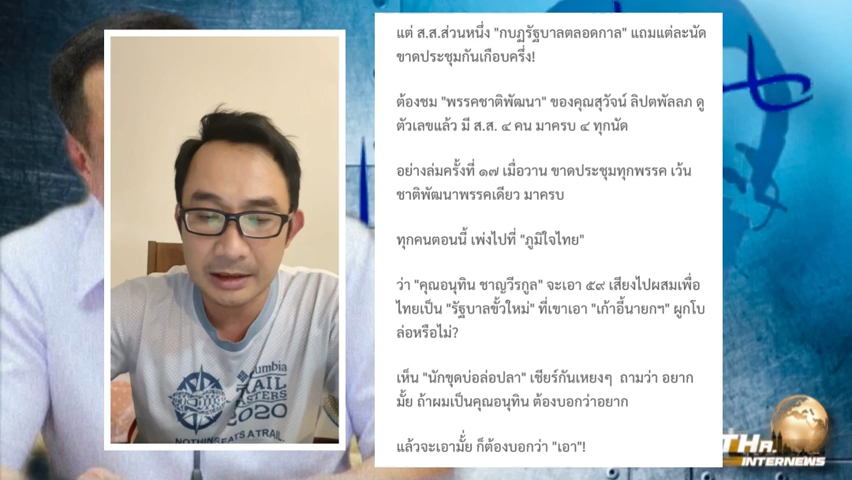 แต่ ส.ส.ส่วนหนึ่ง "กบฏรัฐบาลตลอดกาล" แถมแต่ละนัด
ขาดประชุมกันเกือบครึ่ง!
ต้องชม "พรรคชาติพัฒนา" ของคุณสุวัจน์ ลิปตพัลลภ ดู
ตัวเลขแล้ว มี ส.ส. ๔ คน มาครบ ๔ ทุกนัด
อย่างล่มครั้งที่ ๑๗ เมื่อวาน ขาดประชุมทุกพรรค เว้น
ชาติพัฒนาพรรคเดียว มาครบ
ทุกคนตอนนี้ เพ่งไปที่ "ภูมิใจไทย"
ว่า "คุณอนุทิน ชาญวีรกูล" จะเอา ๕๙ เสียงไปผสมเพื่อ
ไทยเป็น "รัฐบาลขั้วใหม่" ที่เขาเอา "เก้าอี้นายกฯ" ผูกโบ
ล่อหรือไม่?
เห็น "นักขุดบ่อล่อปลา" เชียร์กันเหยงๆ ถามว่า อยาก
มั้ย ถ้าผมเป็นคุณอนุทิน ต้องบอกว่าอยาก
แล้วจะเอามั้่ย ก็ต้องบอกว่า "เอา"!
columbia
TRAIL
MASTERS
2020
NOTHING BEATS A TRAIL
THA.
INTERNEWS